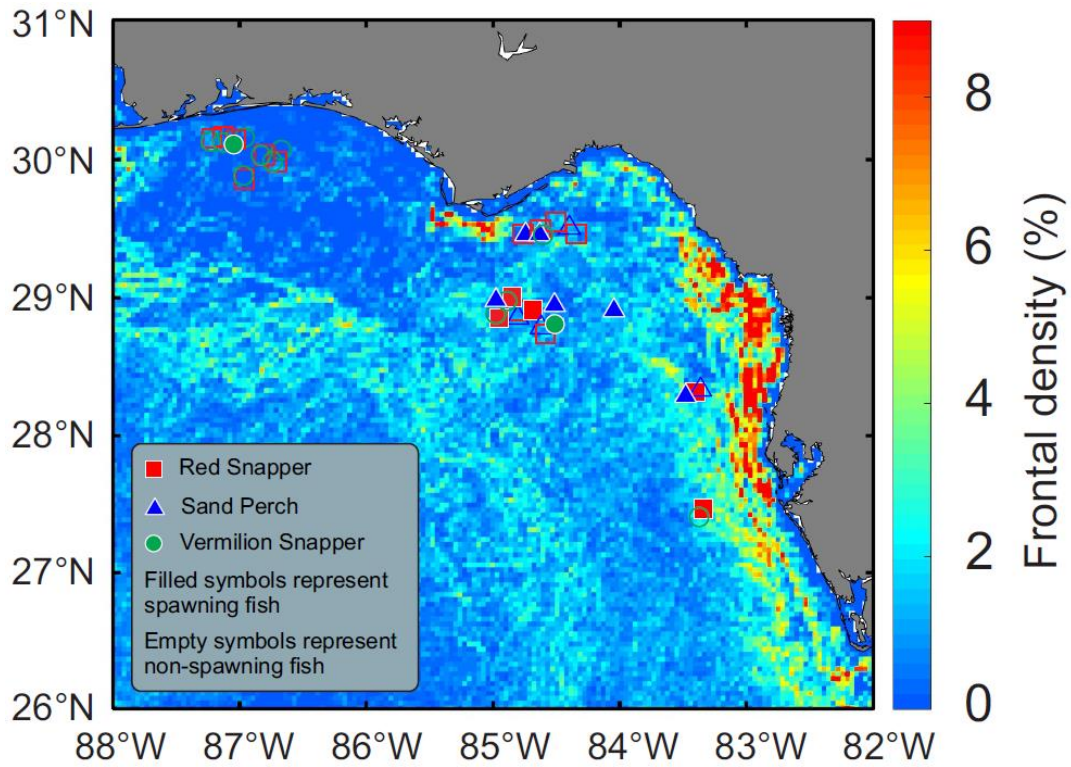 31°N
30°N
29°N
28°N
27°N
26°N
88°W 87°W 86°W 85°W 84°W 83°W 82°W
Red Snapper
Sand Perch
Vermilion Snapper
Filled symbols represent
spawning fish
Empty symbols represent
non-spawning fish
8
6
4
2
0
Frontal density (%)